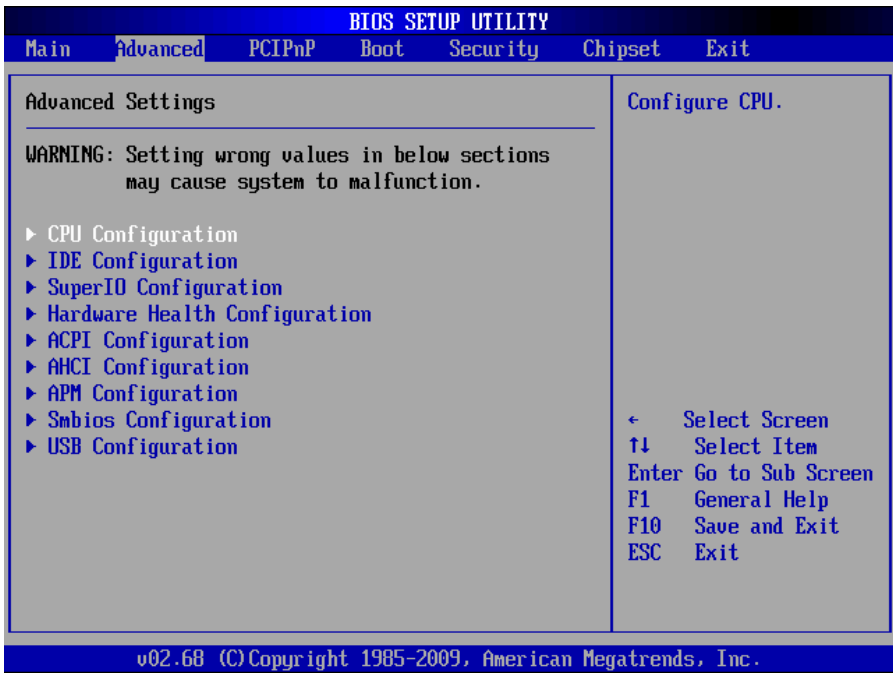 BIOS SETUP UTILITY
Main Advanced PCIPnP Boot Security Chipset Exit
Advanced Settings
WARNING: Setting wrong values in below sections
may cause system to malfunction.
▶ CPU Configuration
▶ IDE Configuration
▶ SuperIO Configuration
▶ Hardware Health Configuration
▶ ACPI Configuration
▶ AHCI Configuration
▶ APM Configuration
▶ Smbios Configuration
▶ USB Configuration
Configure CPU.
← Select Screen
↑↓ Select Item
Enter Go to Sub Screen
F1 General Help
F10 Save and Exit
ESC Exit
v02.68 (C)Copyright 1985-2009, American Megatrends, Inc.